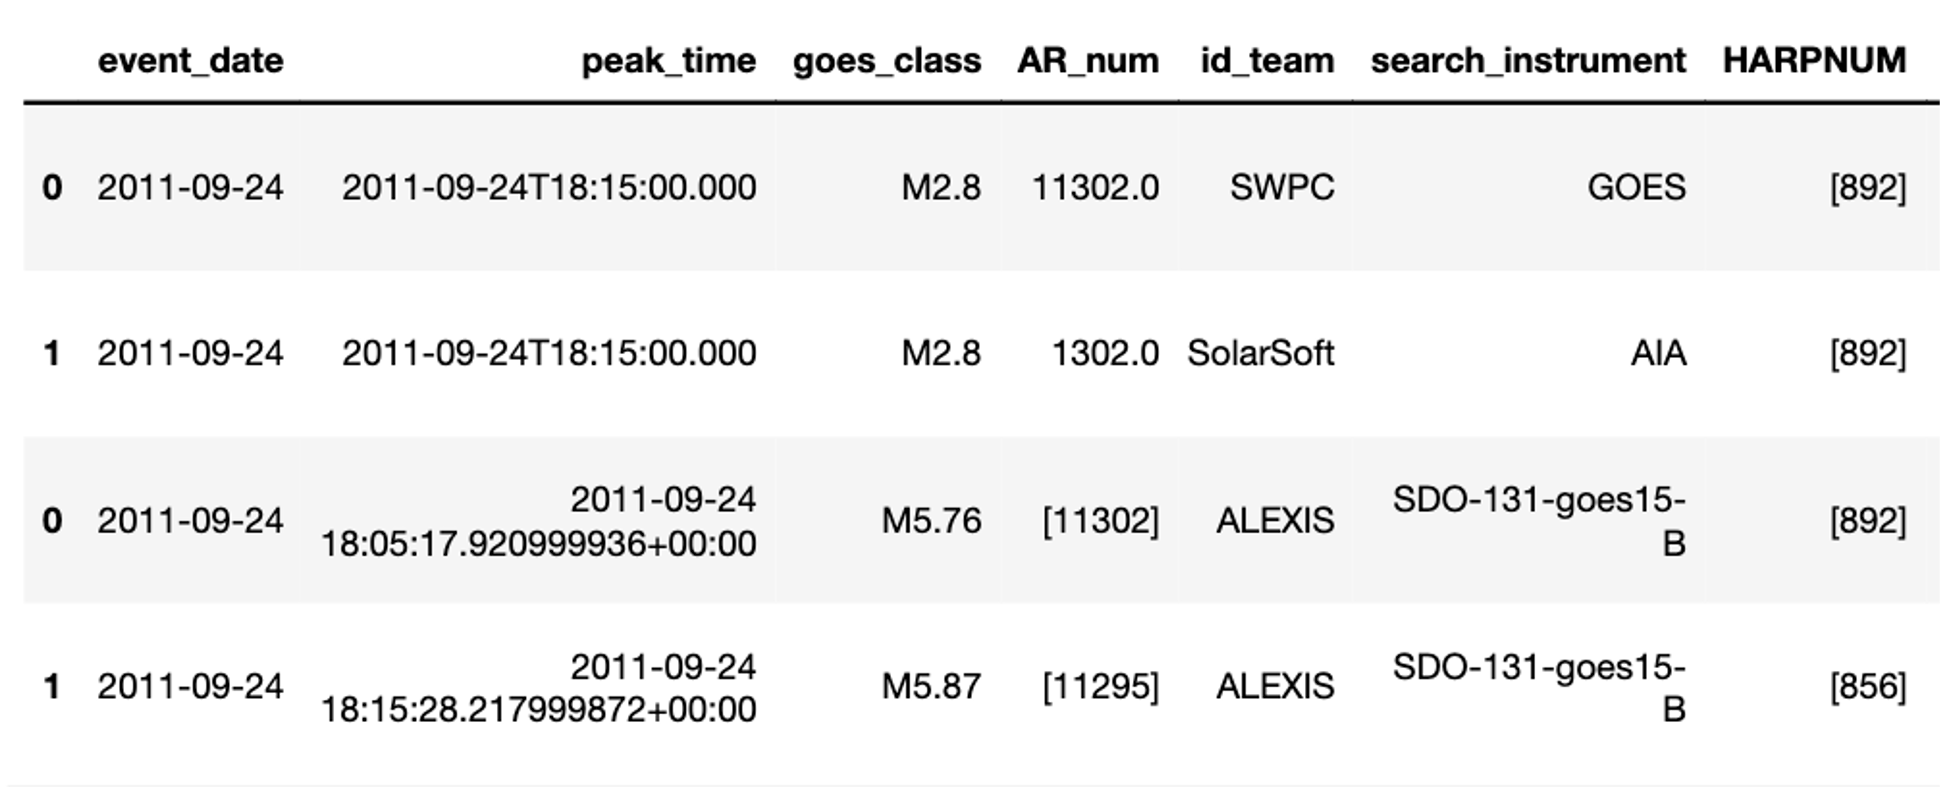 event_date peak_time goes_class AR_num id_team search_instrument HARPNUM
0 2011-09-24 2011-09-24T18:15:00.000 M2.8 11302.0 SWPC GOES [892]
1 2011-09-24 2011-09-24T18:15:00.000 M2.8 1302.0 SolarSoft AIA [892]
2011-09-24 SDO-131-goes15-
0 2011-09-24 M5.76 [11302] ALEXIS [892]
18:05:17.920999936+00:00 B
2011-09-24 SDO-131-goes15-
1 2011-09-24 M5.87 [11295] ALEXIS [856]
18:15:28.217999872+00:00 B